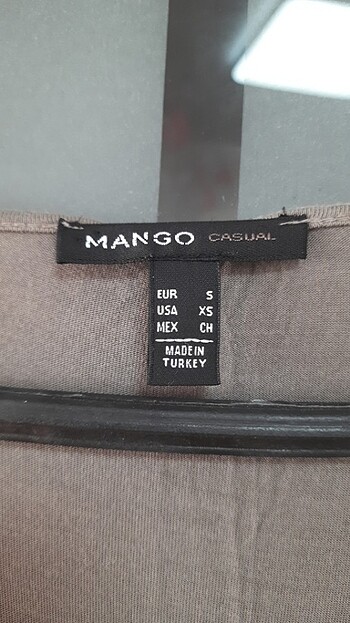 MANGO CASUAL
EUR S
USA XS
MEX CH
MADE IN
TURKEY